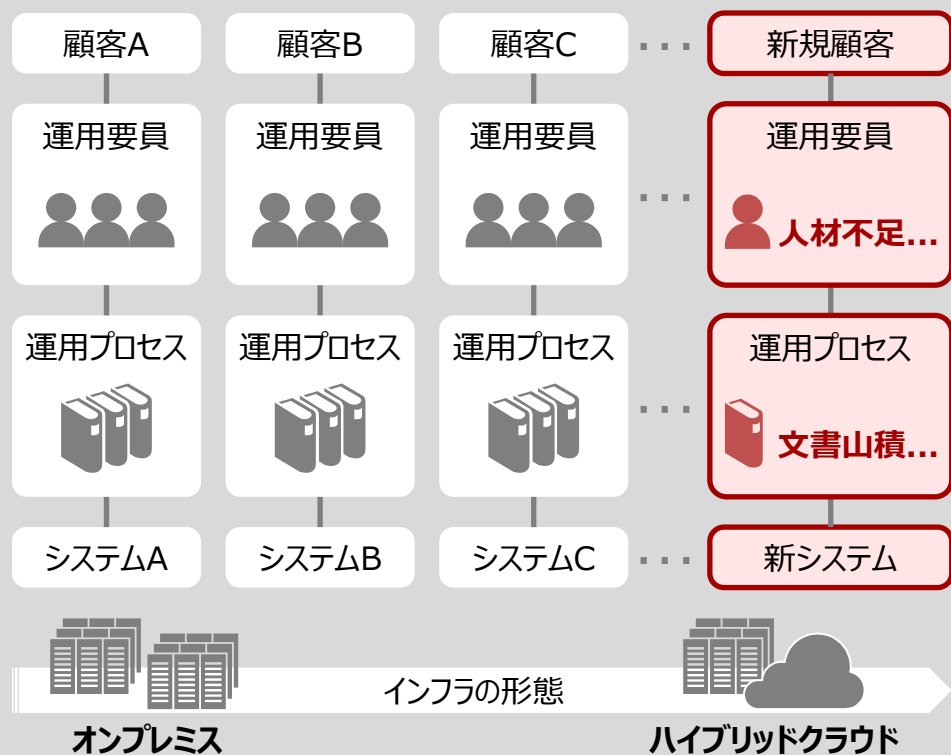 顧客A
顧客B
顧客C
・・・
新規顧客
運用要員
運用要員
運用要員
・・・
運用要員
人材不足...
運用プロセス
運用プロセス
運用プロセス
・・・
運用プロセス
文書山積...
システムA
システムB
システムC
・・・
新システム
インフラの形態
オンプレミス
ハイブリッドクラウド